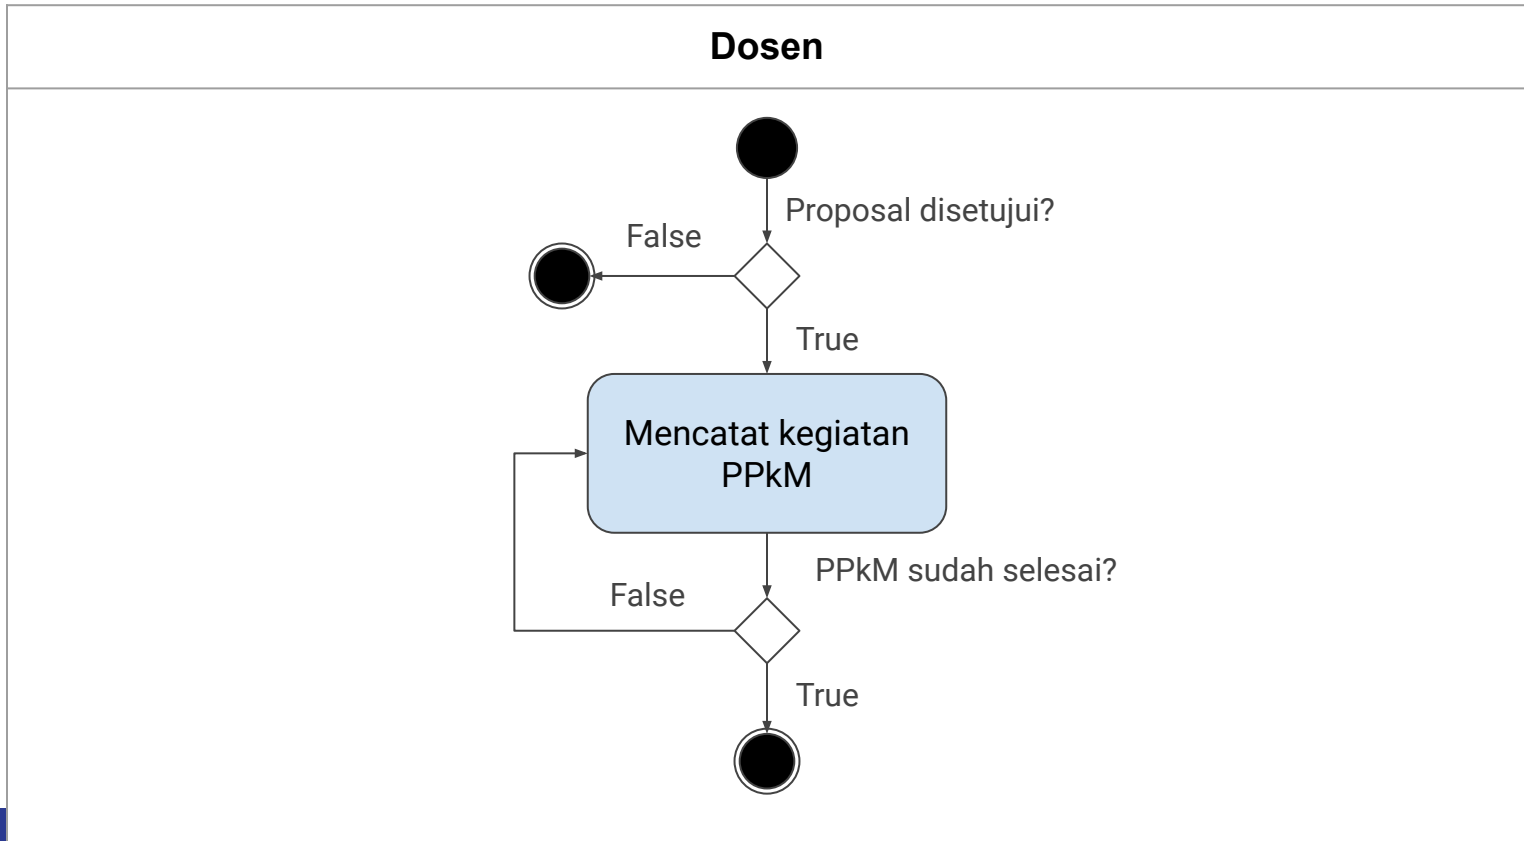 Dosen
Proposal disetujui?
False
True
Mencatat kegiatan
PPkM
PPkM sudah selesai?
False
True